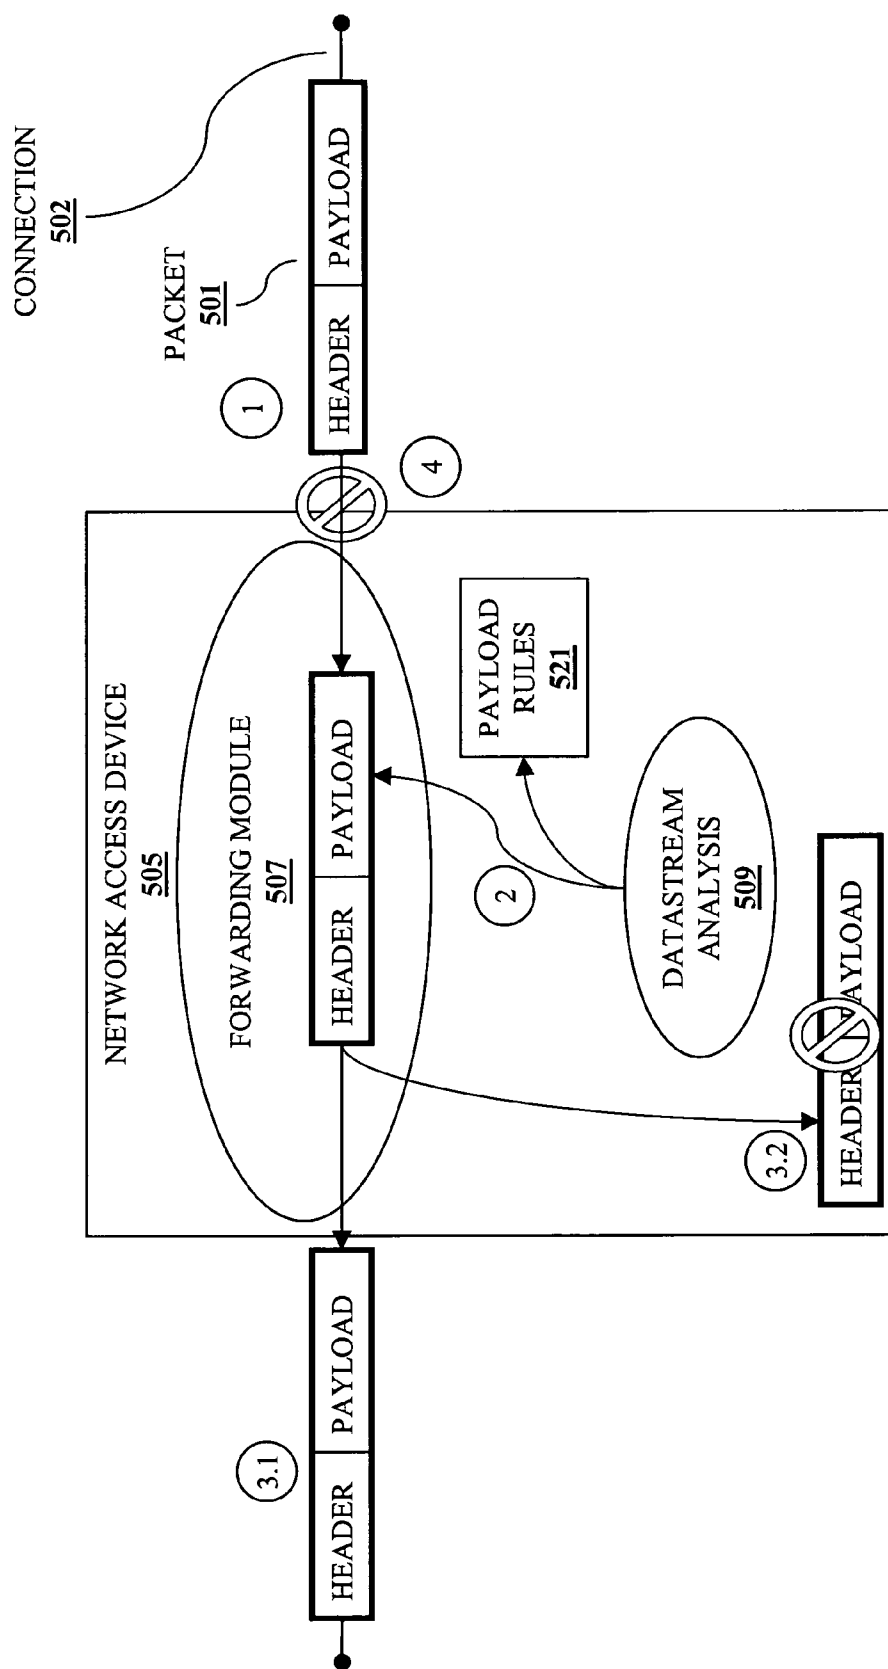 CONNECTION
502
PACKET
501
1
HEADER
PAYLOAD
4
NETWORK ACCESS DEVICE
505
FORWARDING MODULE
507
HEADER
PAYLOAD
PAYLOAD
RULES
521
2
DATASTREAM
ANALYSIS
509
3.1
HEADER
PAYLOAD
3.2
HEADER
PAYLOAD